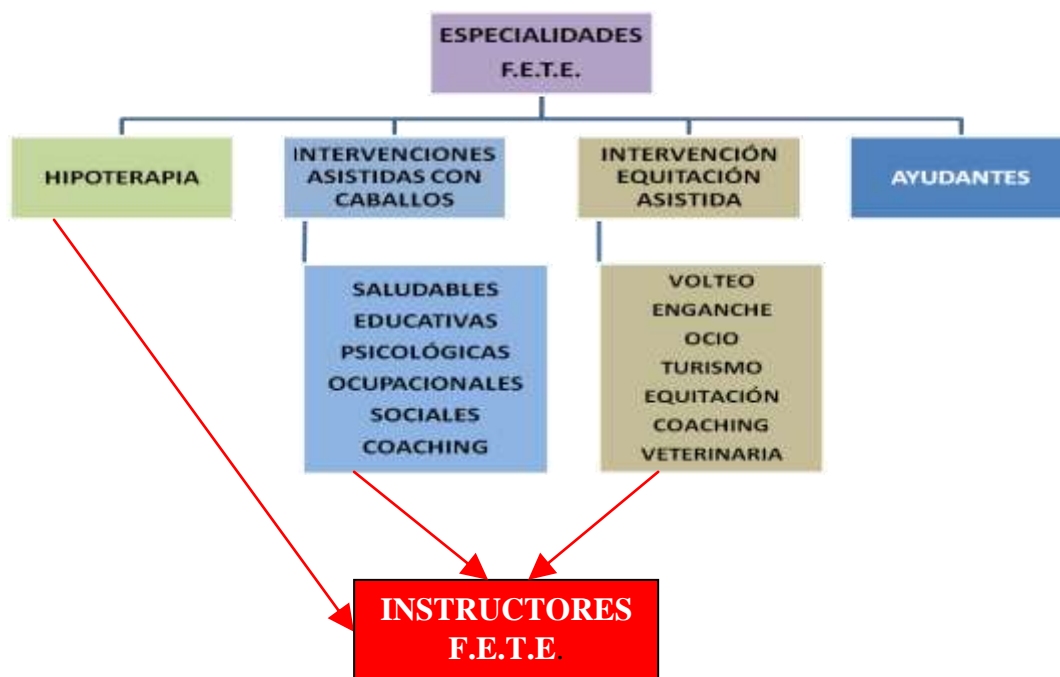 ESPECIALIDADES
F.E.T.E.
HIPOTERAPIA
INTERVENCIONES
ASISTIDAS CON
CABALLOS
INTERVENCIÓN
EQUITACIÓN
ASISTIDA
AYUDANTES
SALUDABLES
EDUCATIVAS
PSICOLÓGICAS
OCUPACIONALES
SOCIALES
COACHING
VOLTEO
ENGANCHE
OCIO
TURISMO
EQUITACIÓN
COACHING
VETERINARIA
INSTRUCTORES
F.E.T.E.